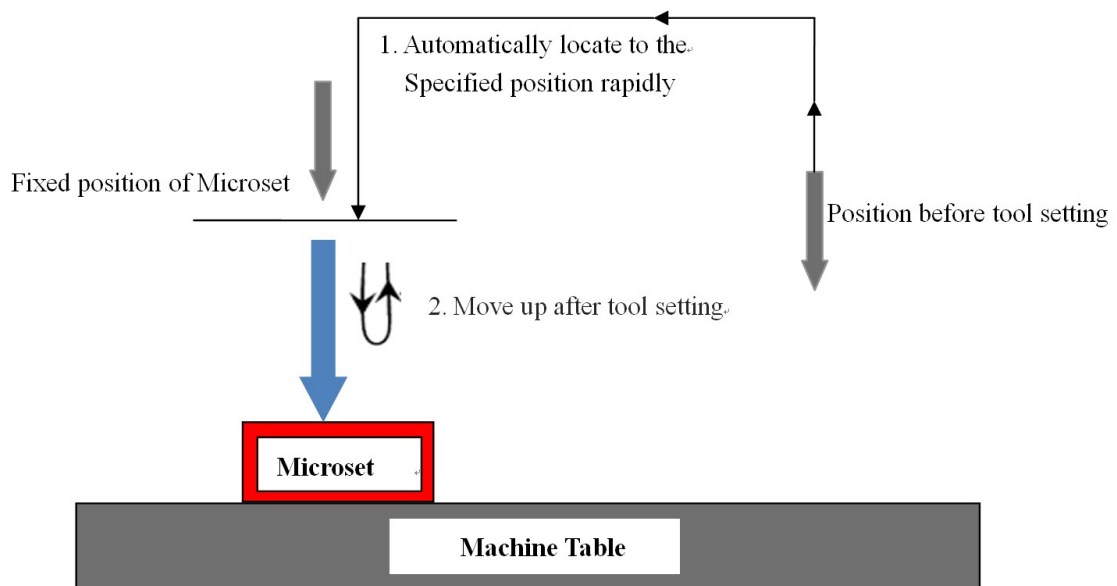 1. Automatically locate to the
Specified position rapidly
Fixed position of Microset
Position before tool setting
2. Move up after tool setting
Microset
Machine Table